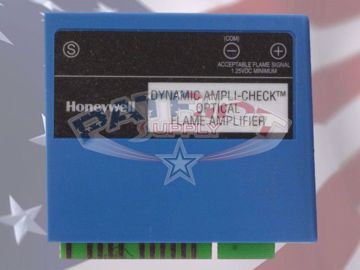 (COM)
S
− +
ACCEPTABLE FLAME SIGNAL
1.25VDC MINIMUM
Honeywell
DYNAMIC AMPLI-CHECK™
OPTICAL
FLAME AMPLIFIER
SUPPLY